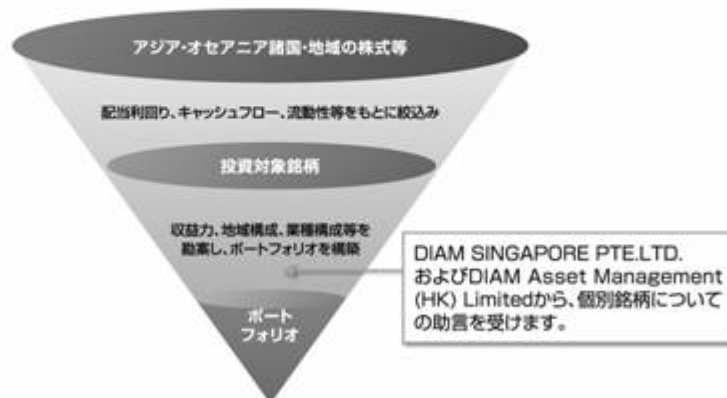 アジア・オセアニア諸国・地域の株式等
配当利回り、キャッシュフロー、流動性等をもとに絞込み
投資対象銘柄
収益力、地域構成、業種構成等を
勘案し、ポートフォリオを構築
DIAM SINGAPORE PTE.LTD.
およびDIAM Asset Management
(HK) Limitedから、個別銘柄について
の助言を受けます。
ポート
フォリオ